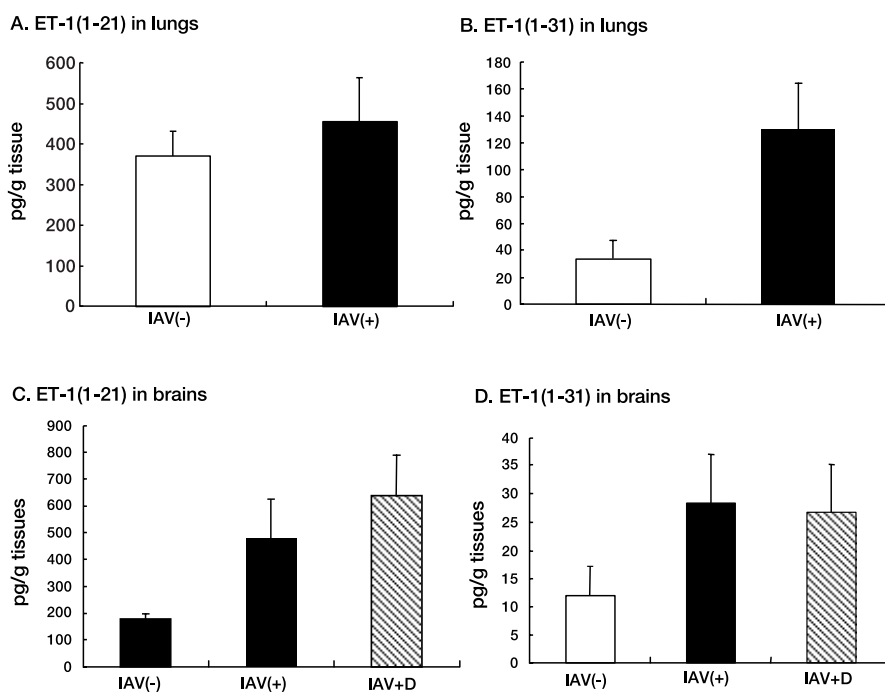 A. ET-1(1-21) in lungs
pg/g tissue
600
500
400
300
200
100
0
IAV(-)
IAV(+)
B. ET-1(1-31) in lungs
pg/g tissue
180
160
140
120
100
80
60
40
20
0
IAV(-)
IAV(+)
C. ET-1(1-21) in brains
pg/g tissues
900
800
700
600
500
400
300
200
100
0
IAV(-)
IAV(+)
IAV+D
D. ET-1(1-31) in brains
pg/g tissues
40
35
30
25
20
15
10
5
0
IAV(-)
IAV(+)
IAV+D